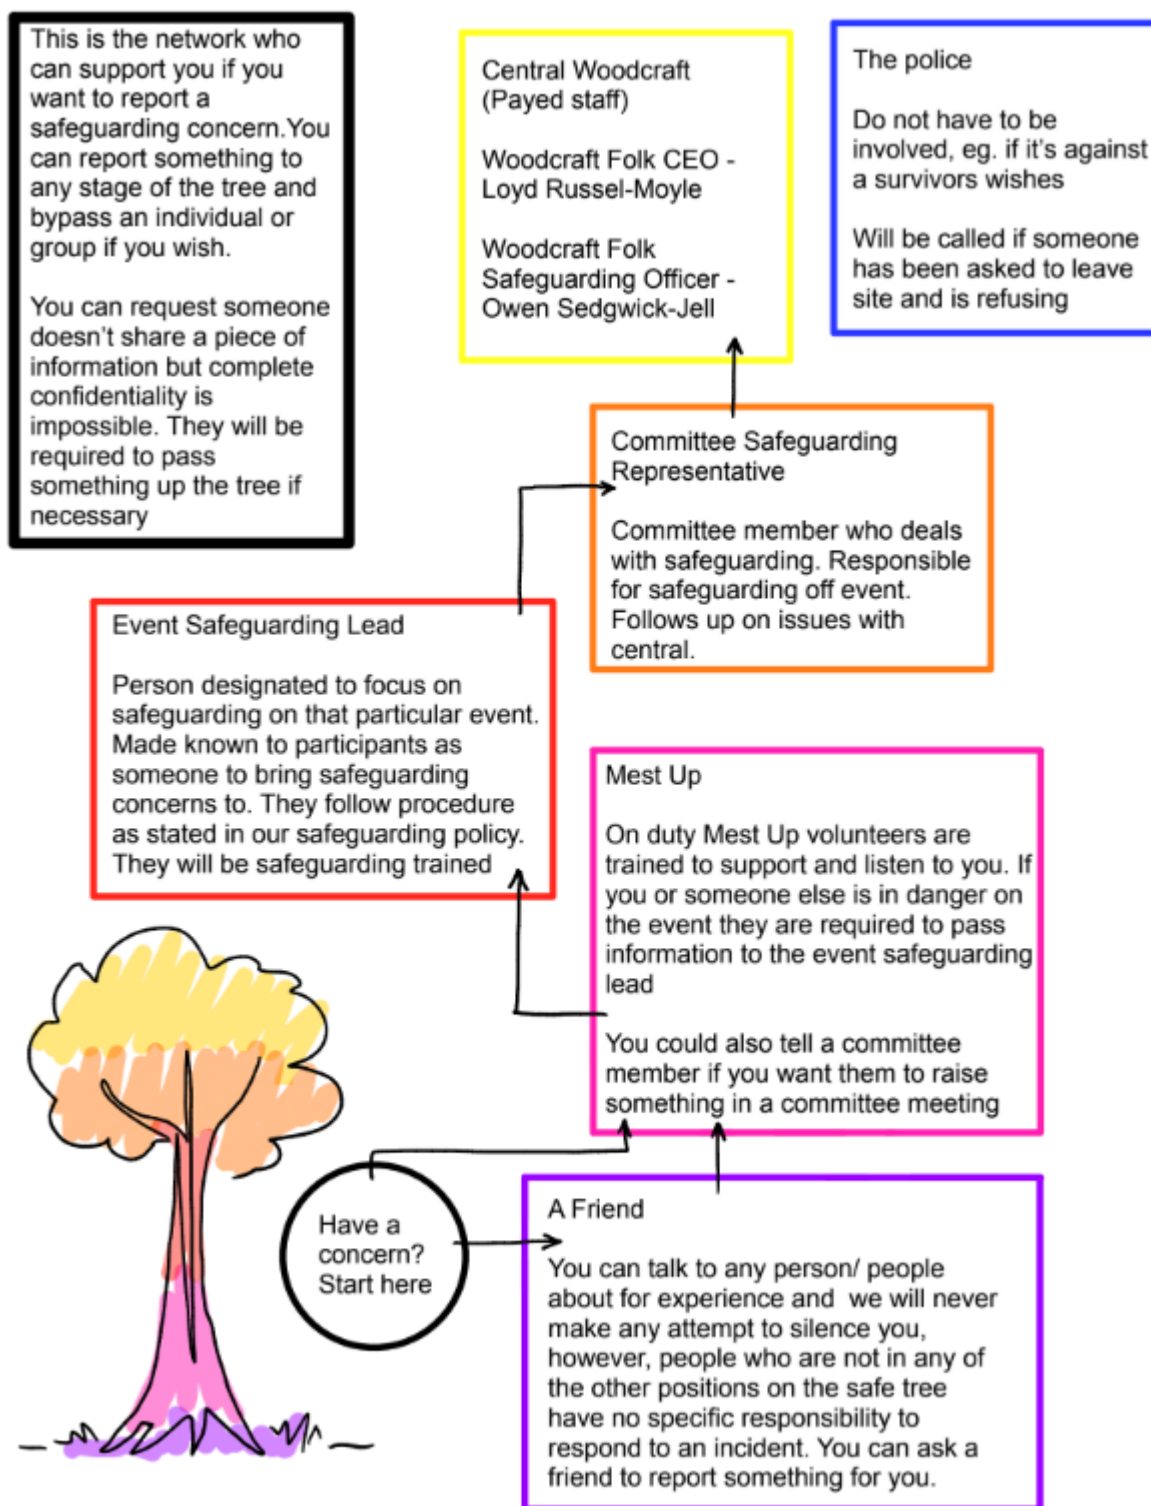 This is the network who
can support you if you
want to report a
safeguarding concern.You
can report something to
any stage of the tree and
bypass an individual or
group if you wish.
You can request someone
doesn't share a piece of
information but complete
confidentiality is
impossible. They will be
required to pass
something up the tree if
necessary
Central Woodcraft
(Payed staff)
Woodcraft Folk CEO -
Loyd Russel-Moyle
Woodcraft Folk
Safeguarding Officer -
Owen Sedgwick-Jell
The police
Do not have to be
involved, eg. if it's against
a survivors wishes
Will be called if someone
has been asked to leave
site and is refusing
Committee Safeguarding
Representative
Committee member who deals
with safeguarding. Responsible
for safeguarding off event.
Follows up on issues with
central.
Event Safeguarding Lead
Person designated to focus on
safeguarding on that particular event.
Made known to participants as
someone to bring safeguarding
concerns to. They follow procedure
as stated in our safeguarding policy.
They will be safeguarding trained
Mest Up
On duty Mest Up volunteers are
trained to support and listen to you. If
you or someone else is in danger on
the event they are required to pass
information to the event safeguarding
lead
You could also tell a committee
member if you want them to raise
something in a committee meeting
Have a
concern?
Start here
A Friend
You can talk to any person/ people
about for experience and we will never
make any attempt to silence you,
however, people who are not in any of
the other positions on the safe tree
have no specific responsibility to
respond to an incident. You can ask a
friend to report something for you.